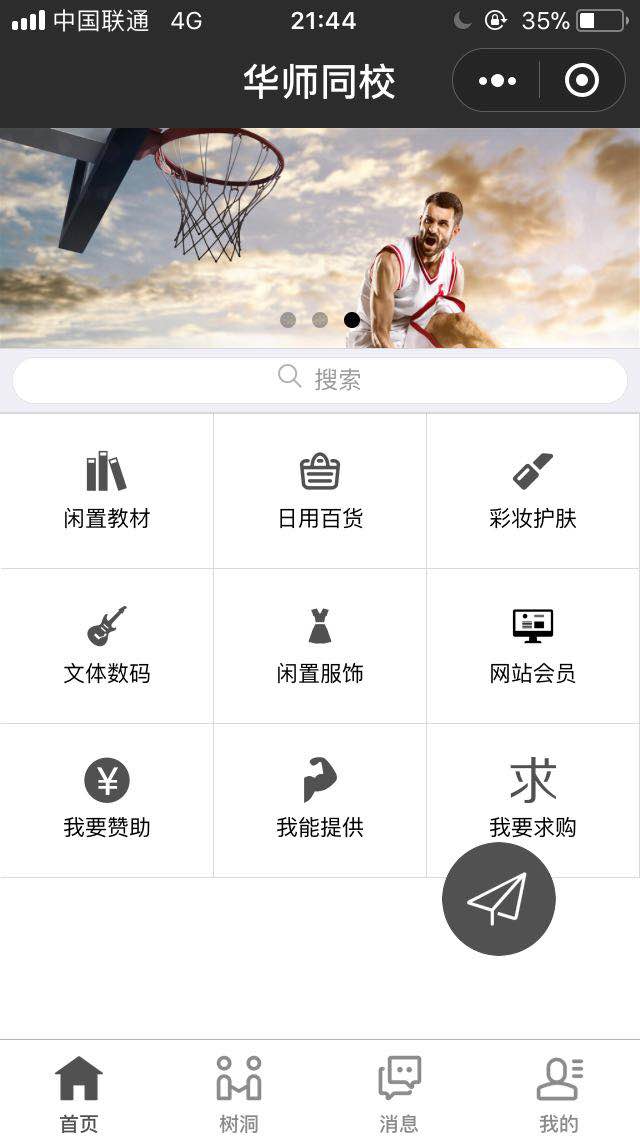 中国联通 4G 21:44 35%
华师同校
搜索
闲置教材 日用百货 彩妆护肤
文体数码 闲置服饰 网站会员
¥ 求
我要赞助 我能提供 我要求购
首页 树洞 消息 我的